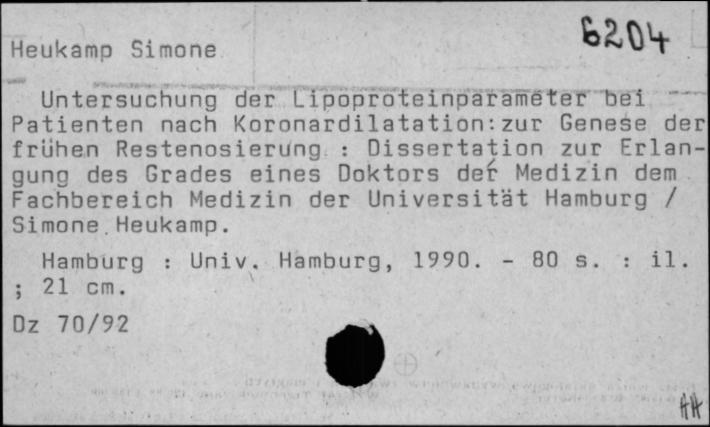 6204
Heukamp Simone
Untersuchung der Lipoproteinparameter bei
Patienten nach Koronardilatation:zur Genese der
frühen Restenosierung : Dissertation zur Erlan-
gung des Grades eines Doktors der Medizin dem
Fachbereich Medizin der Universität Hamburg /
Simone Heukamp.
Hamburg : Univ. Hamburg, 1990. - 80 s. : il.
; 21 cm.
Dz 70/92